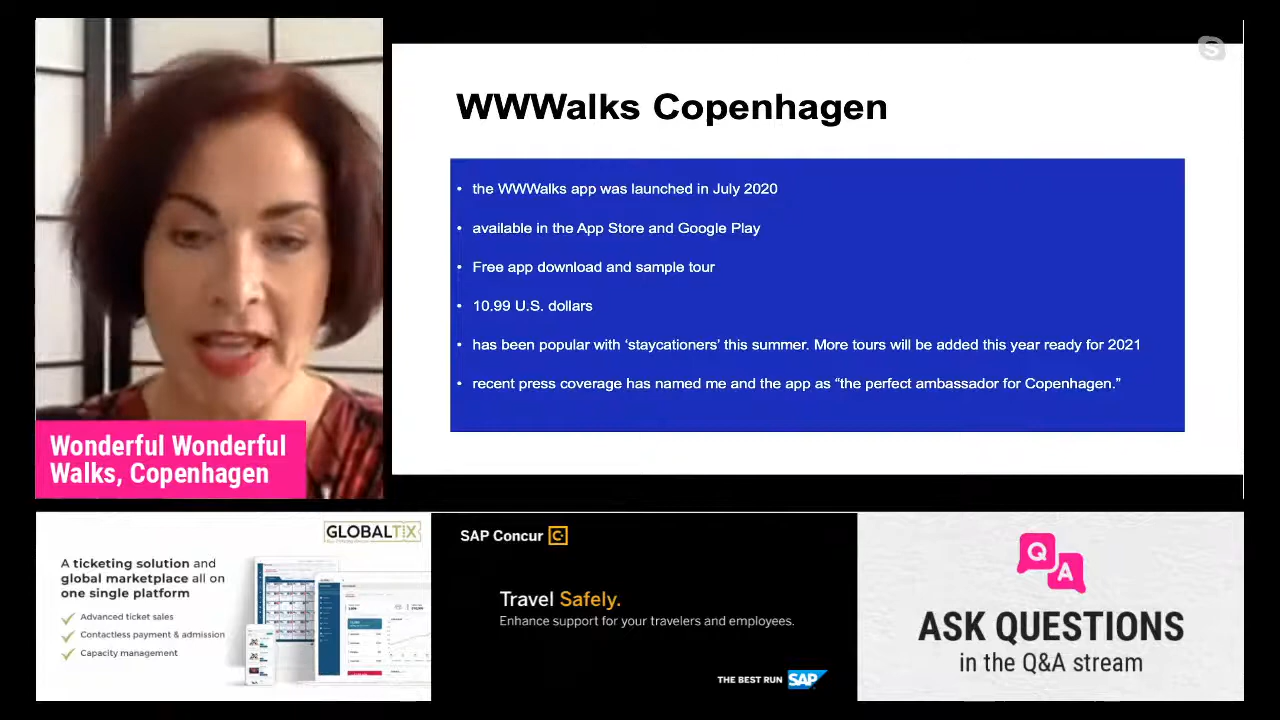 WWWalks Copenhagen
• the WWWalks app was launched in July 2020
• available in the App Store and Google Play
• Free app download and sample tour
• 10.99 U.S. dollars
• has been popular with ‘staycationers’ this summer. More tours will be added this year ready for 2021
• recent press coverage has named me and the app as “the perfect ambassador for Copenhagen.”
Wonderful Wonderful
Walks, Copenhagen
GLOBALTIX
A ticketing solution and
global marketplace all on
one single platform
Advanced ticket sales
Contactless payment & admission
Capacity management
SAP Concur
Travel Safely.
Enhance support for your travelers and employees.
THE BEST RUN SAP
Q A
ASK QUESTIONS
in the Q&A stream